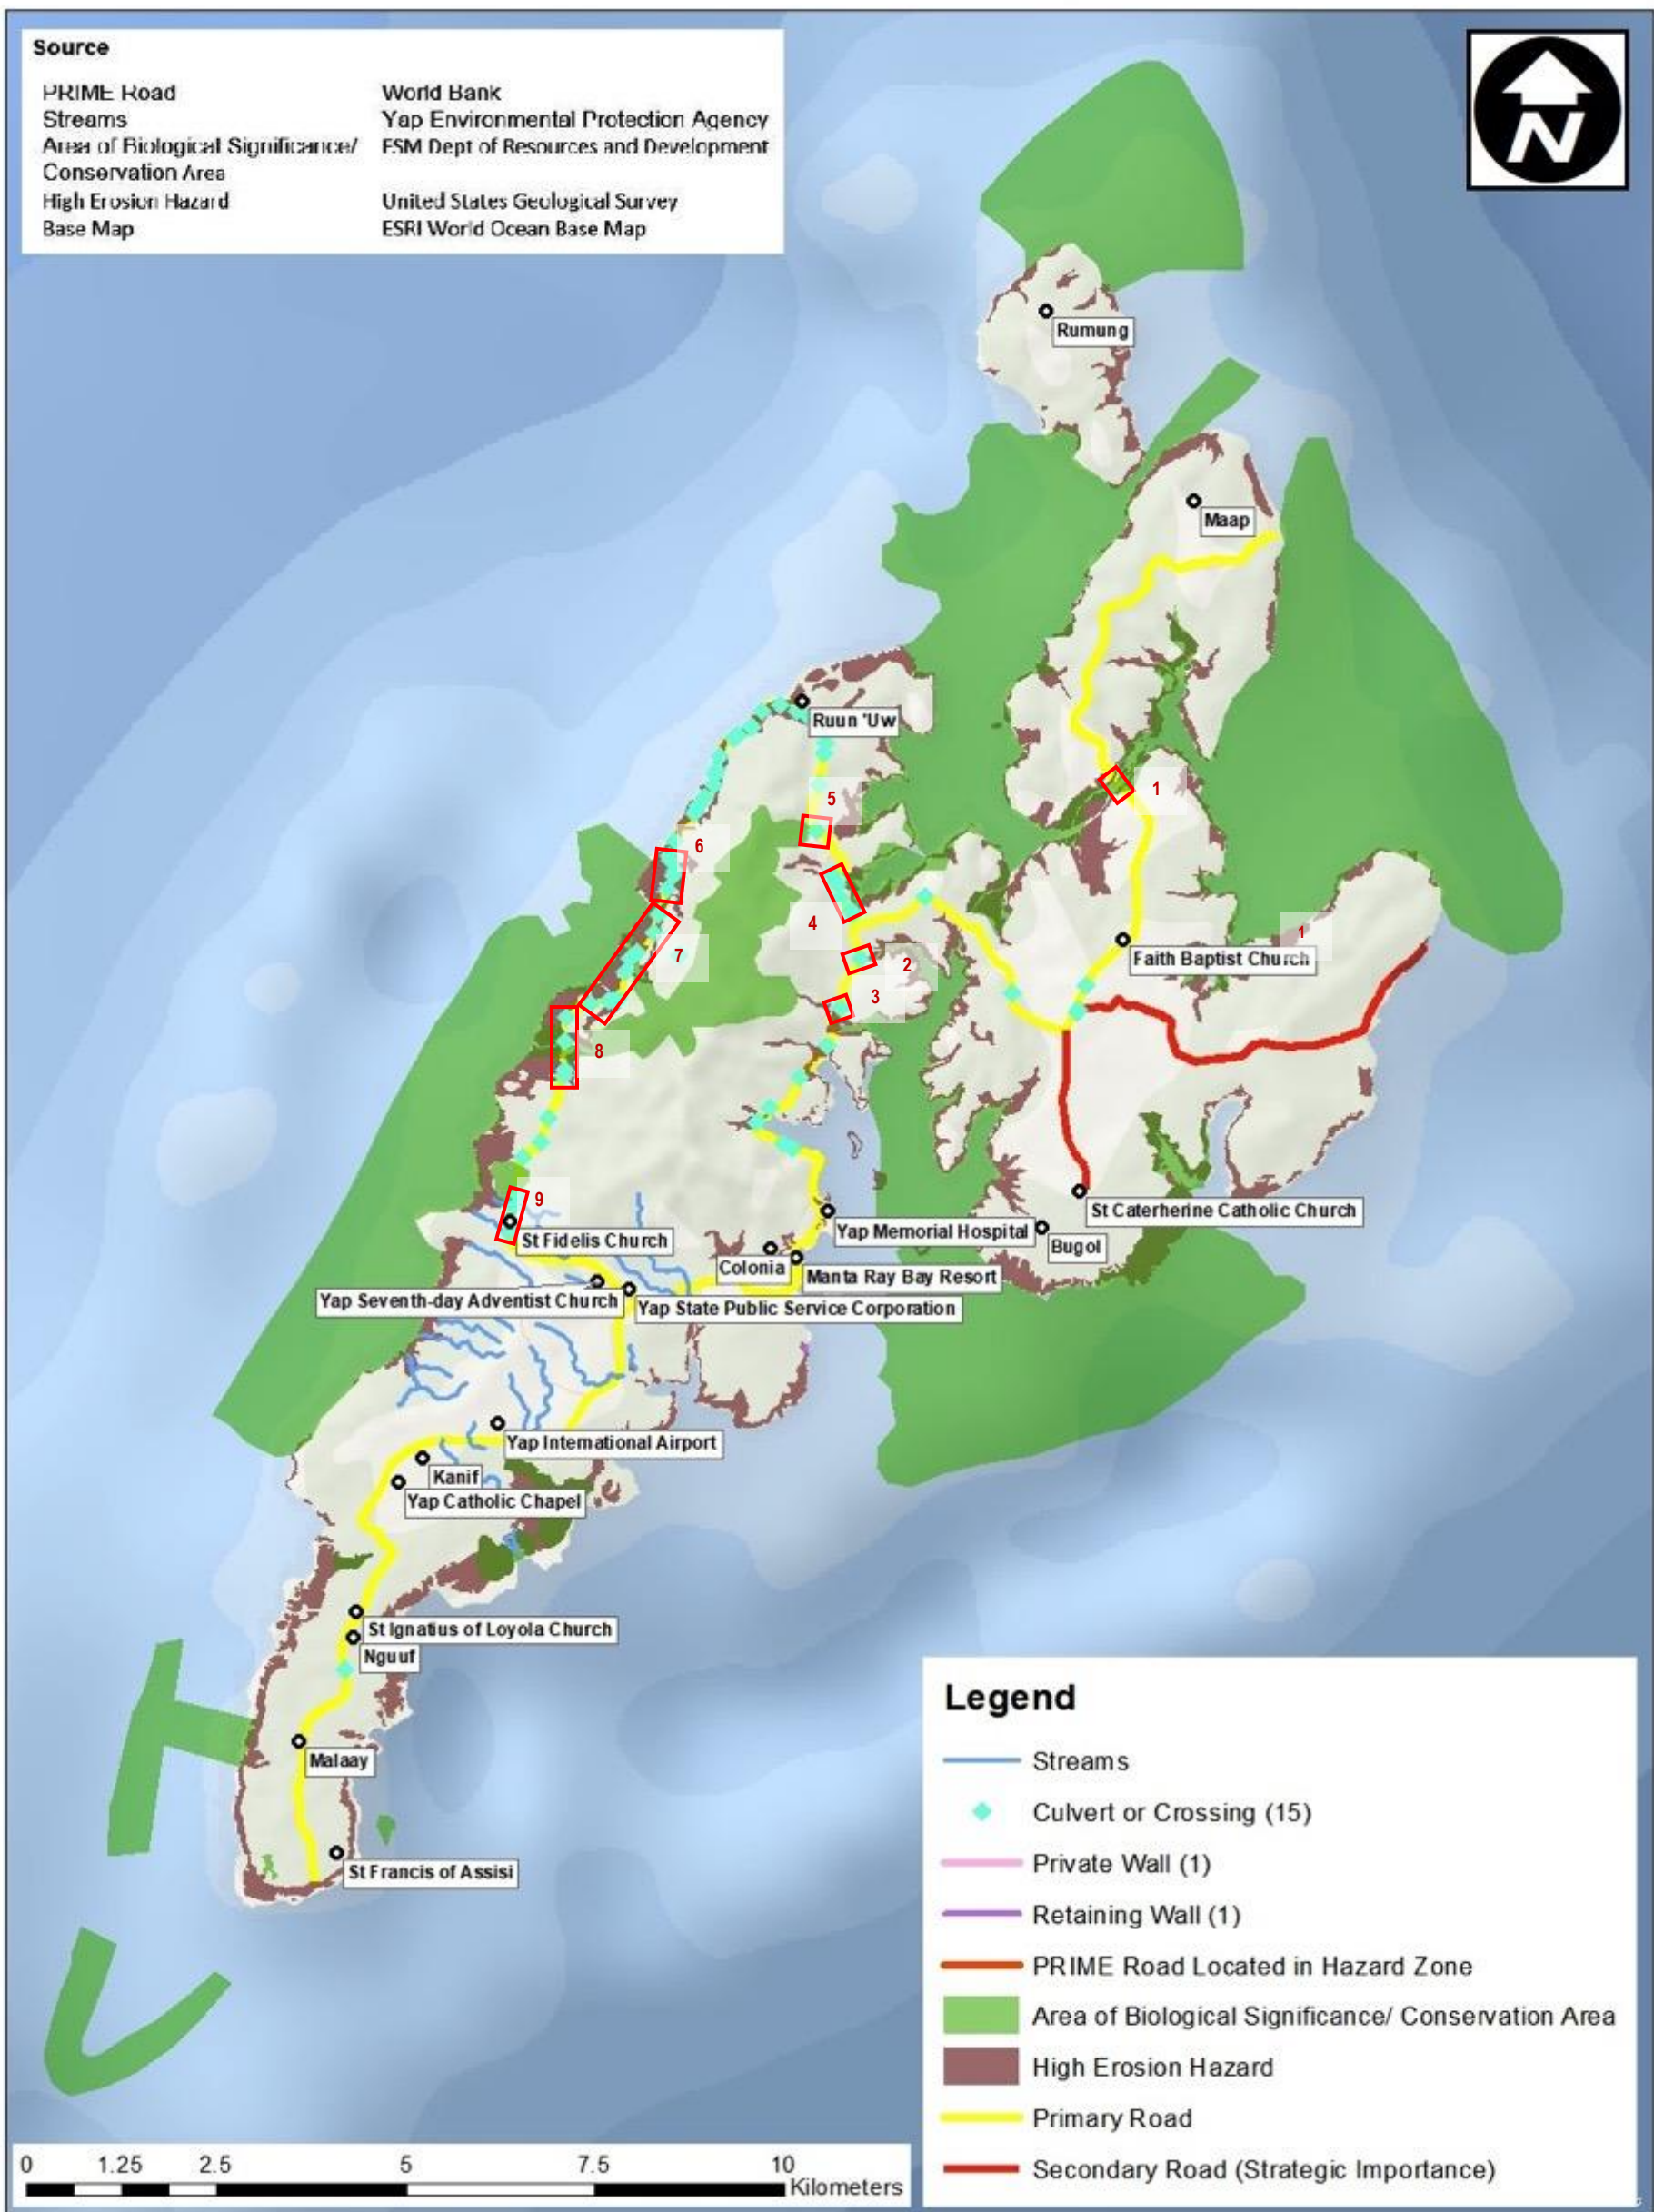 Source
PRIME Road World Bank
Streams Yap Environmental Protection Agency
Area of Biological Significance/ FSM Dept of Resources and Development
Conservation Area
High Erosion Hazard United States Geological Survey
Base Map ESRI World Ocean Base Map
N
Rumung
Maap
Ruun 'Uw
1
5
6
4
1
7
2
Faith Baptist Church
3
8
9
St Caterherine Catholic Church
St Fidelis Church
Yap Memorial Hospital
Bugol
Colonia
Manta Ray Bay Resort
Yap Seventh-day Adventist Church
Yap State Public Service Corporation
Yap International Airport
Kanif
Yap Catholic Chapel
St Ignatius of Loyola Church
Nguuf
Malaay
St Francis of Assisi
Legend
Streams
Culvert or Crossing (15)
Private Wall (1)
Retaining Wall (1)
PRIME Road Located in Hazard Zone
Area of Biological Significance/ Conservation Area
High Erosion Hazard
Primary Road
Secondary Road (Strategic Importance)
0 1.25 2.5 5 7.5 10
Kilometers